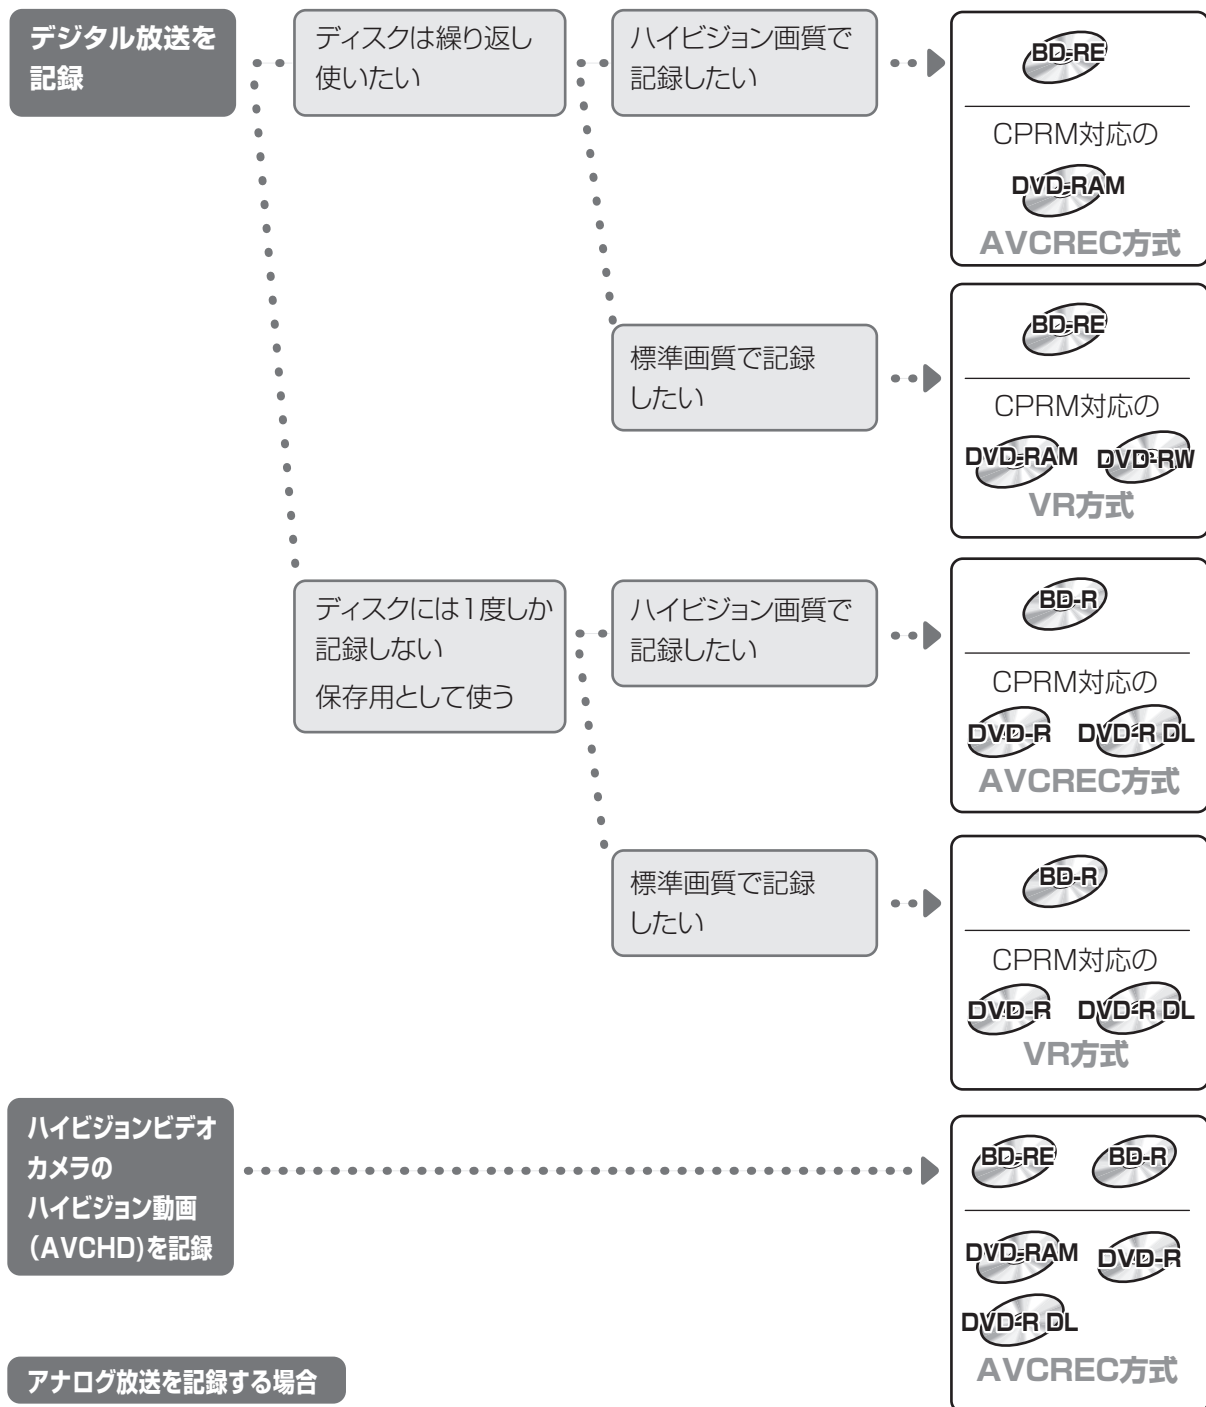 デジタル放送を
記録
ディスクは繰り返し
使いたい
ハイビジョン画質で
記録したい
BD-RE
CPRM対応の
DVD-RAM
AVCREC方式
標準画質で記録
したい
BD-RE
CPRM対応の
DVD-RAM DVD-RW
VR方式
ディスクには1度しか
記録しない
保存用として使う
ハイビジョン画質で
記録したい
BD-R
CPRM対応の
DVD-R DVD-R DL
AVCREC方式
標準画質で記録
したい
BD-R
CPRM対応の
DVD-R DVD-R DL
VR方式
ハイビジョンビデオ
カメラの
ハイビジョン動画
(AVCHD)を記録
BD-RE BD-R
DVD-RAM DVD-R
DVD-R DL
AVCREC方式
アナログ放送を記録する場合